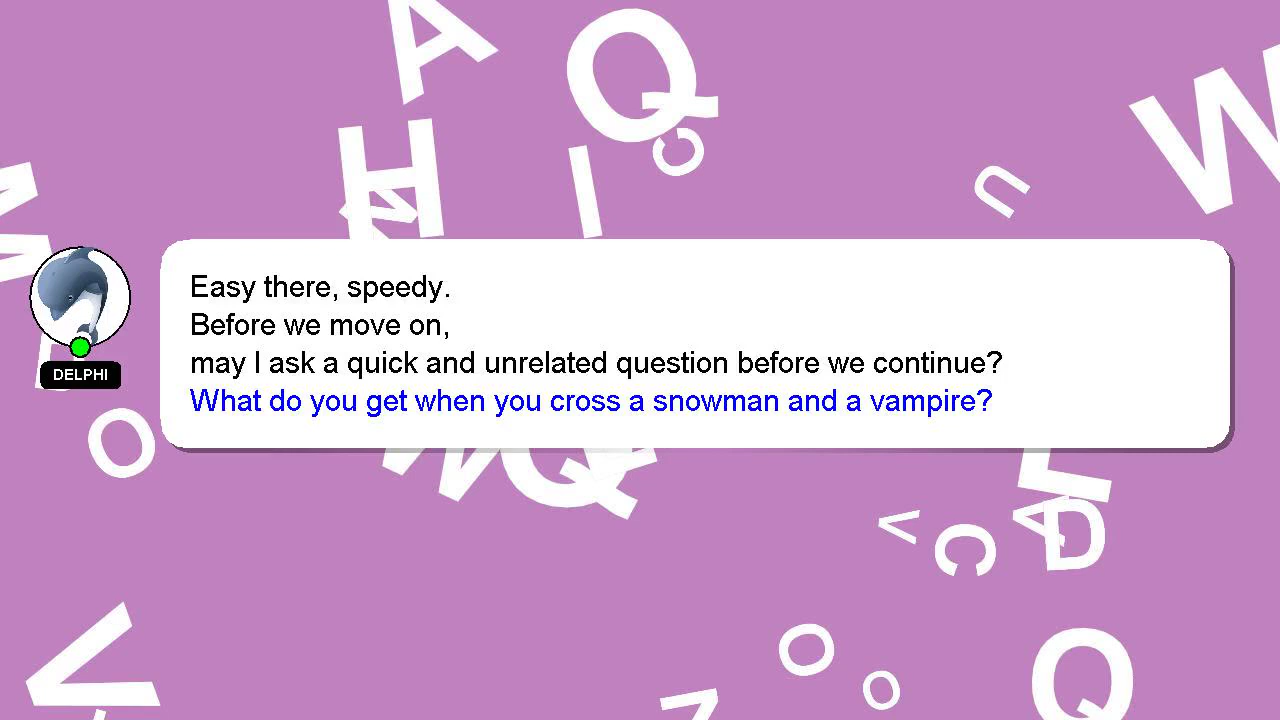 Easy there, speedy.
Before we move on,
may I ask a quick and unrelated question before we continue?
What do you get when you cross a snowman and a vampire?
DELPHI
A
Q
H
I
C
U
W
O
W
Q
L
V
C
A
D
V
O
O
Q